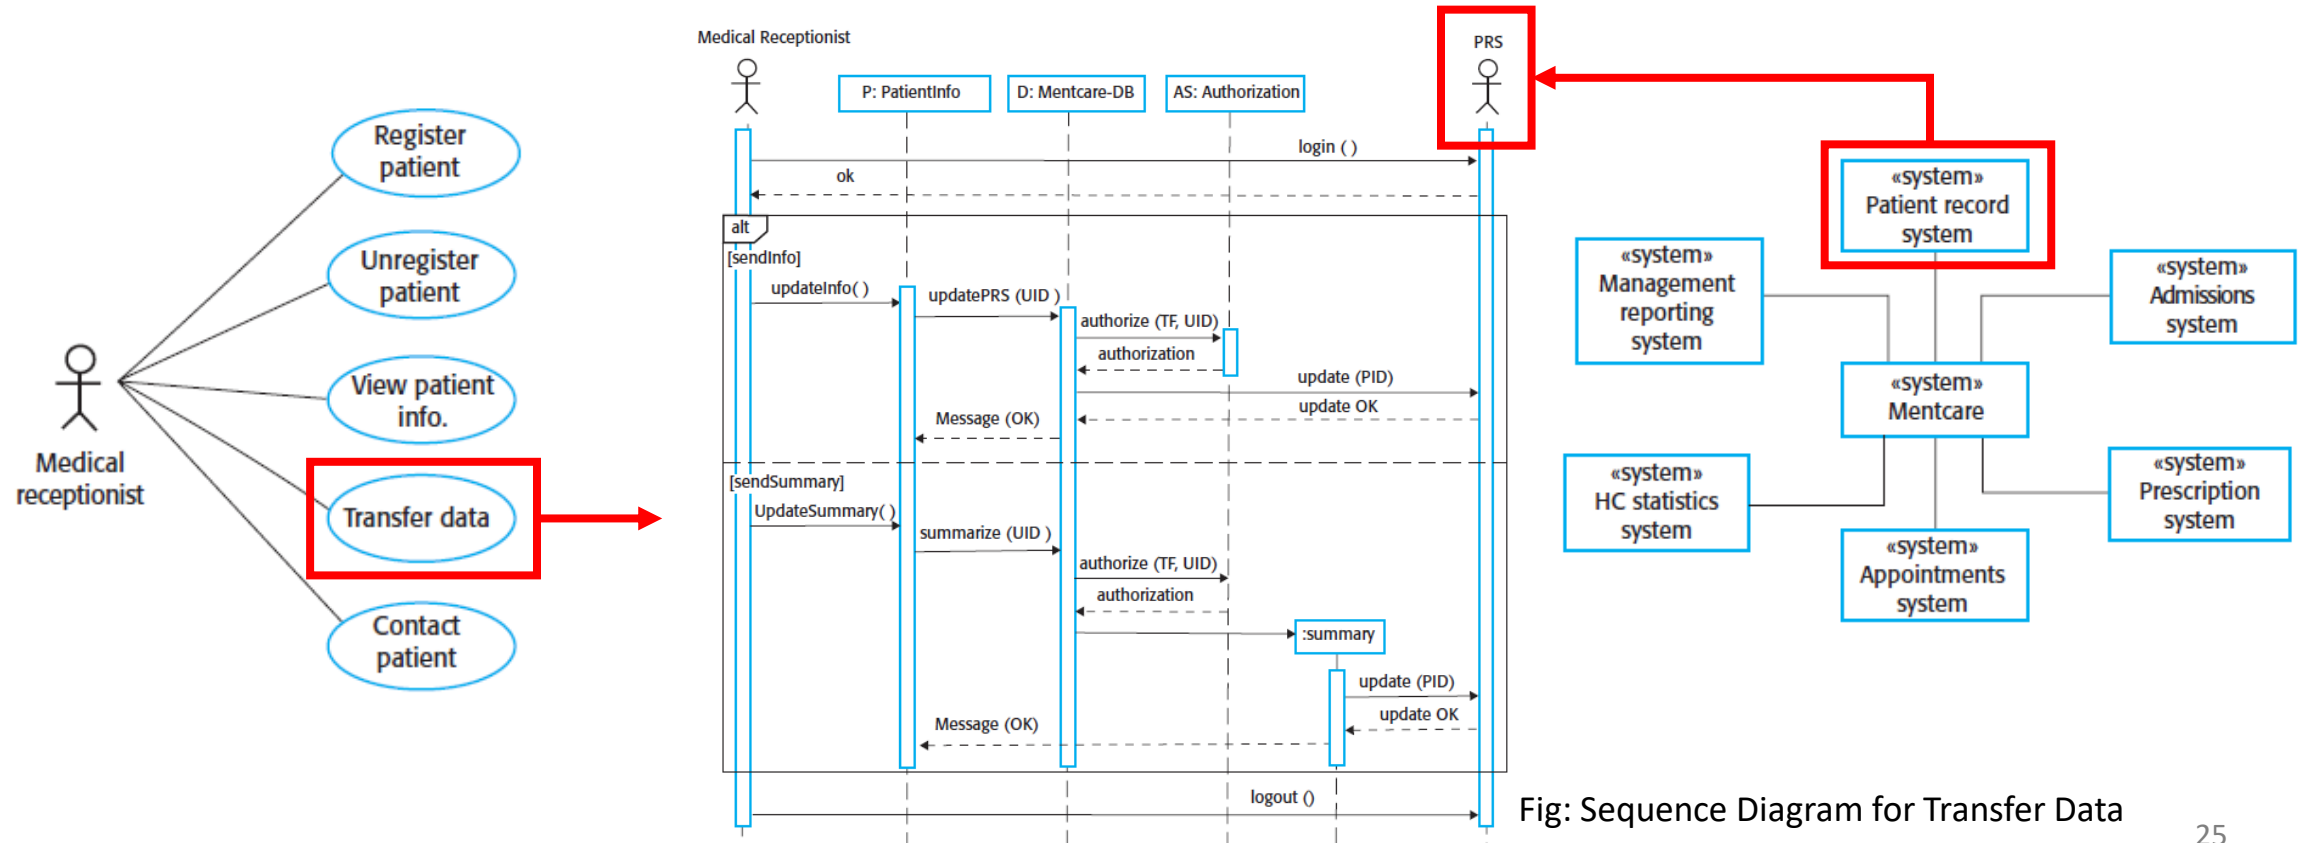 Register
patient
Unregister
patient
View patient
info.
Transfer data
Contact
patient
Medical
receptionist
Medical Receptionist
P: PatientInfo
D: Mentcare-DB
AS: Authorization
PRS
login ( )
ok
alt
[sendInfo]
updateInfo( )
updatePRS (UID )
authorize (TF, UID)
authorization
update (PID)
update OK
Message (OK)
[sendSummary]
UpdateSummary( )
summarize (UID )
authorize (TF, UID)
authorization
:summary
update (PID)
update OK
Message (OK)
logout ()
«system»
Patient record
system
«system»
Management
reporting
system
«system»
Admissions
system
«system»
Mentcare
«system»
HC statistics
system
«system»
Prescription
system
«system»
Appointments
system
Fig: Sequence Diagram for Transfer Data
25